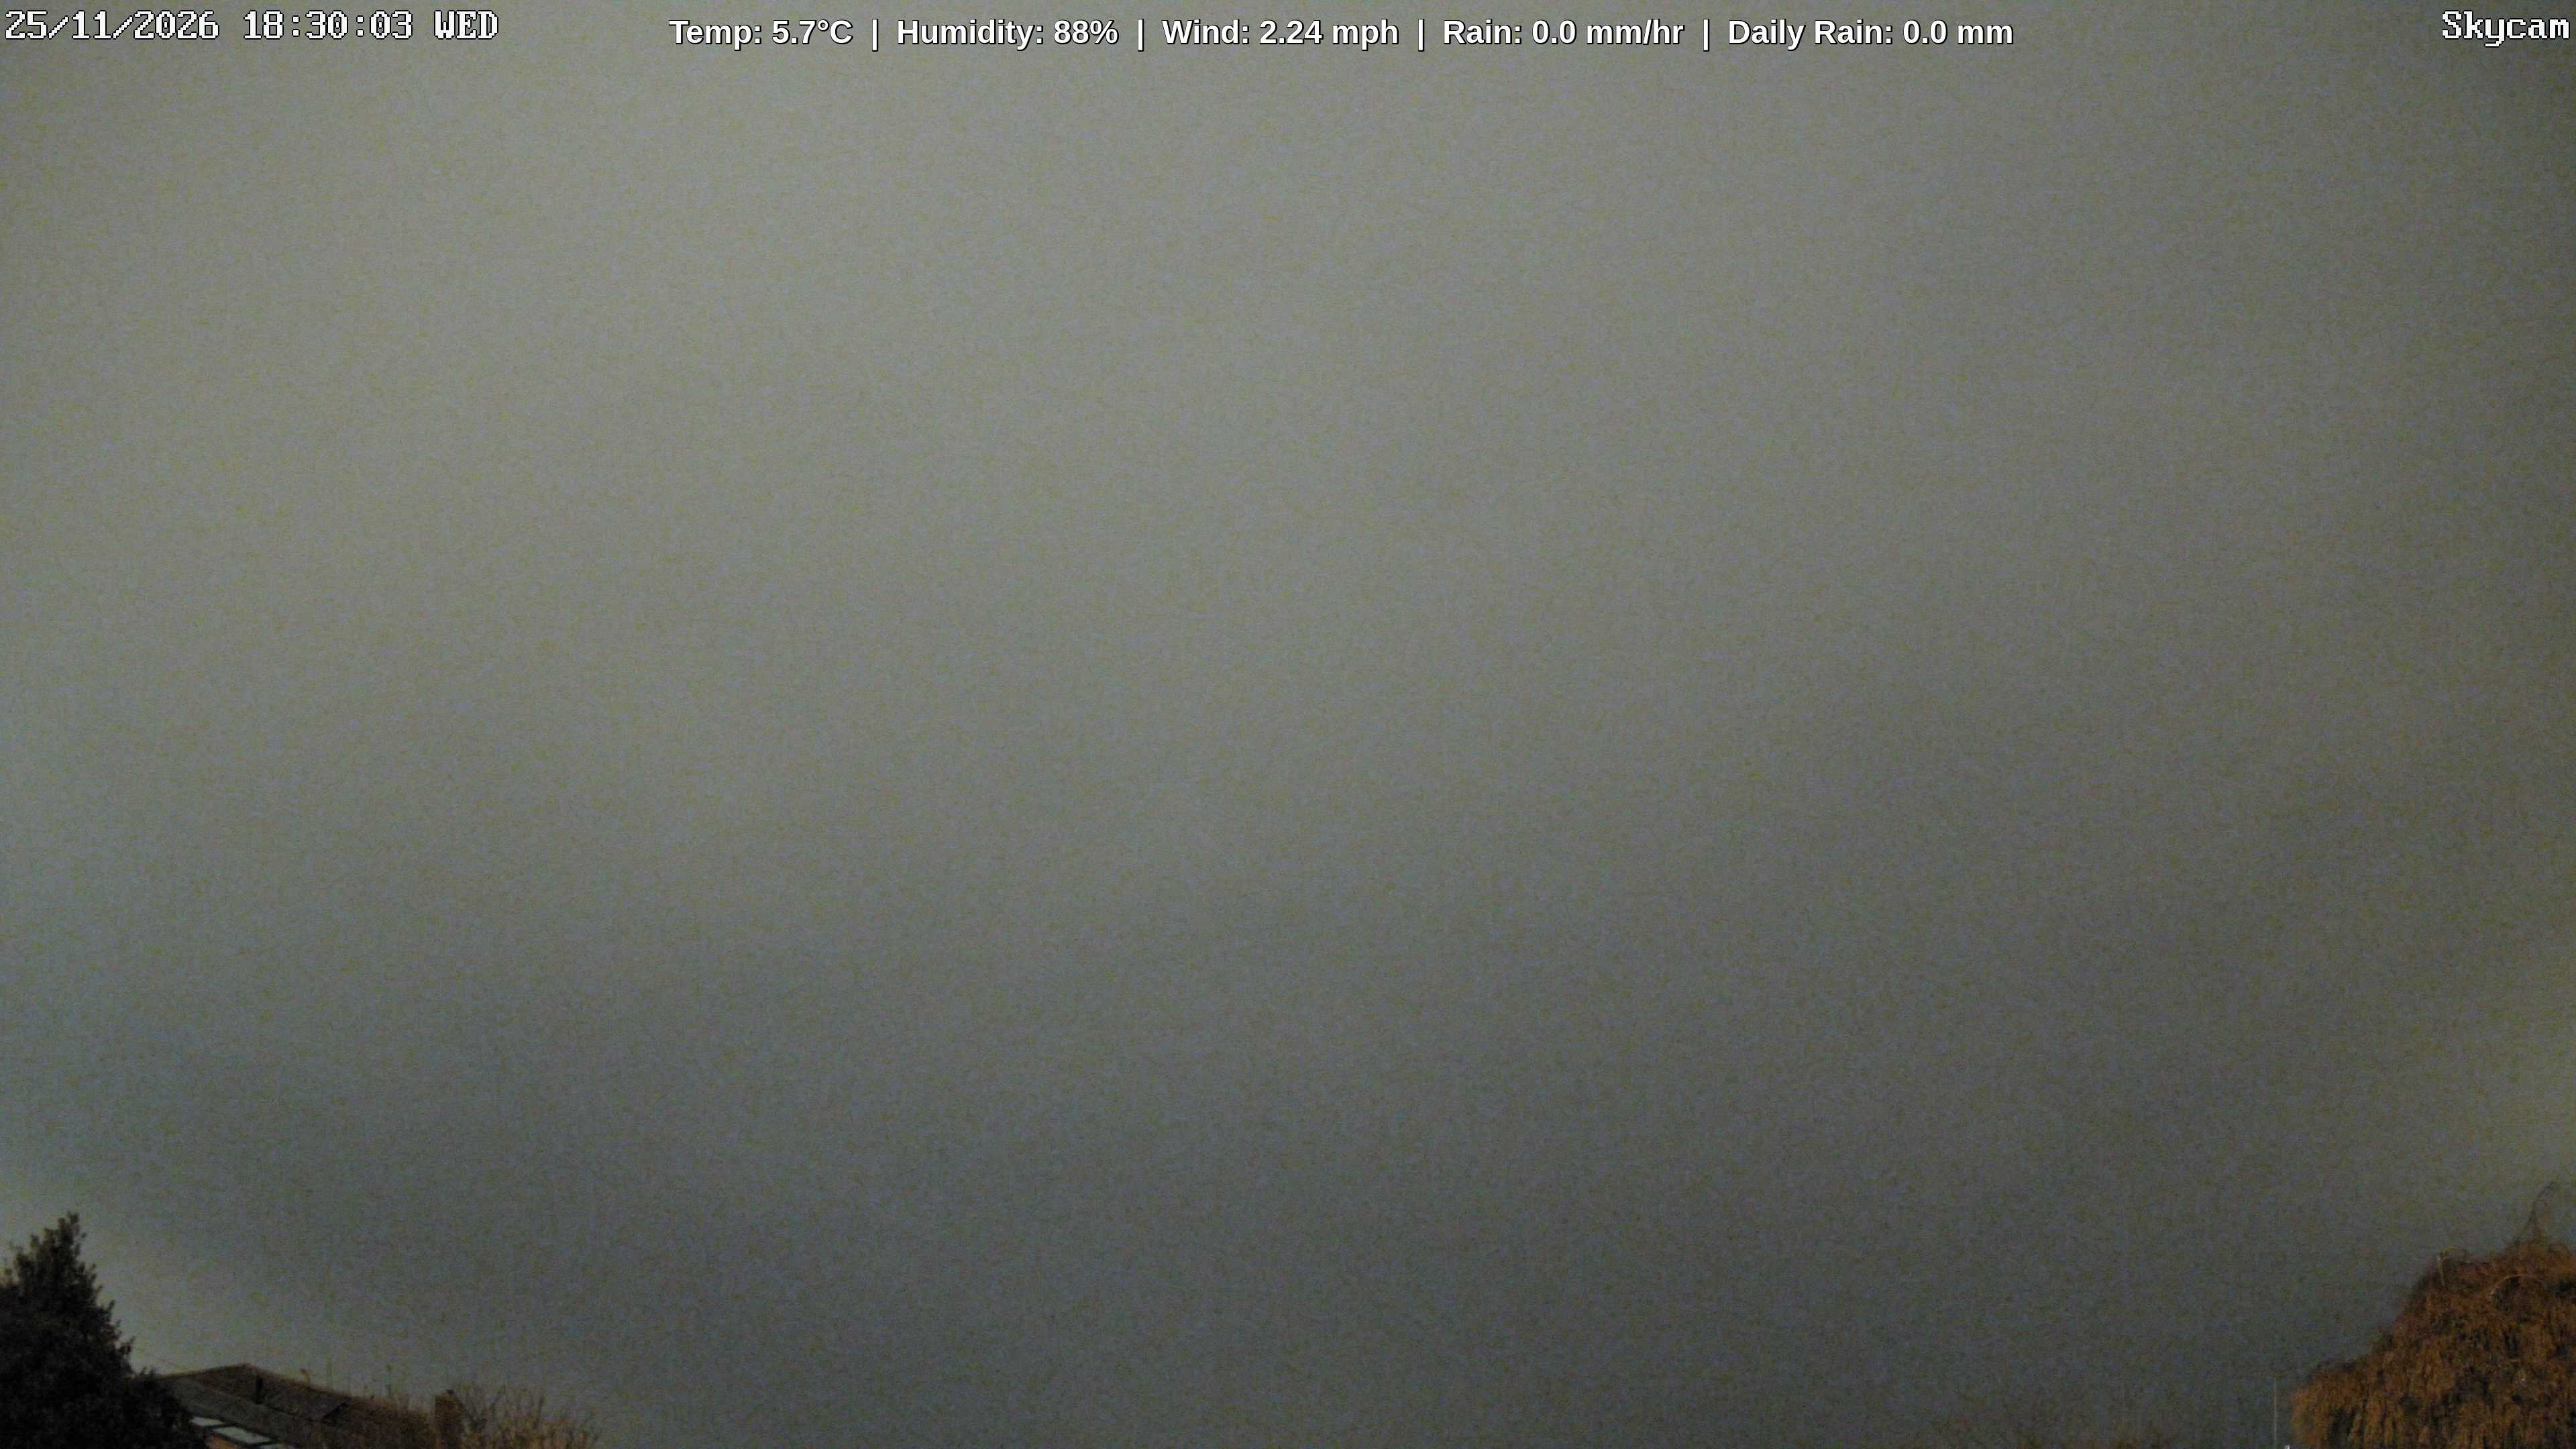 25/11/2026 18:30:03 WED
Temp: 5.7°C | Humidity: 88% | Wind: 2.24 mph | Rain: 0.0 mm/hr | Daily Rain: 0.0 mm
Skycam